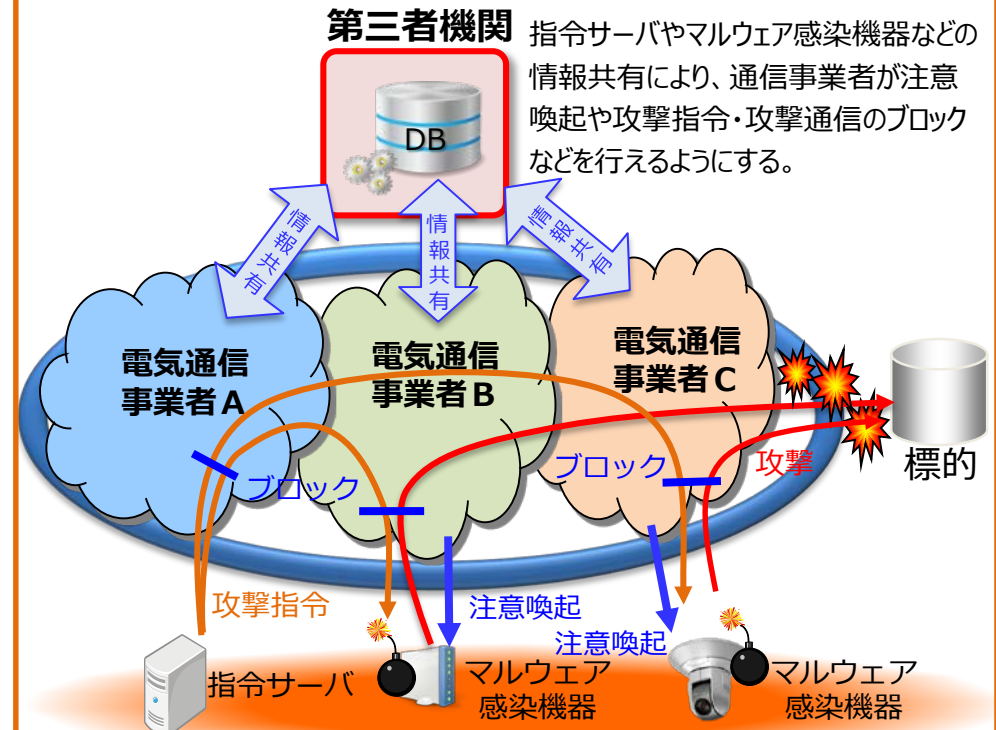 第三者機関
指令サーバやマルウェア感染機器などの
情報共有により、通信事業者が注意
喚起や攻撃指令・攻撃通信のブロック
などを行えるようにする。
DB
情報共有
情報共有
情報共有
電気通信
事業者A
電気通信
事業者B
電気通信
事業者C
ブロック
ブロック
攻撃
標的
攻撃指令
注意喚起
注意喚起
指令サーバ
マルウェア
感染機器
マルウェア
感染機器